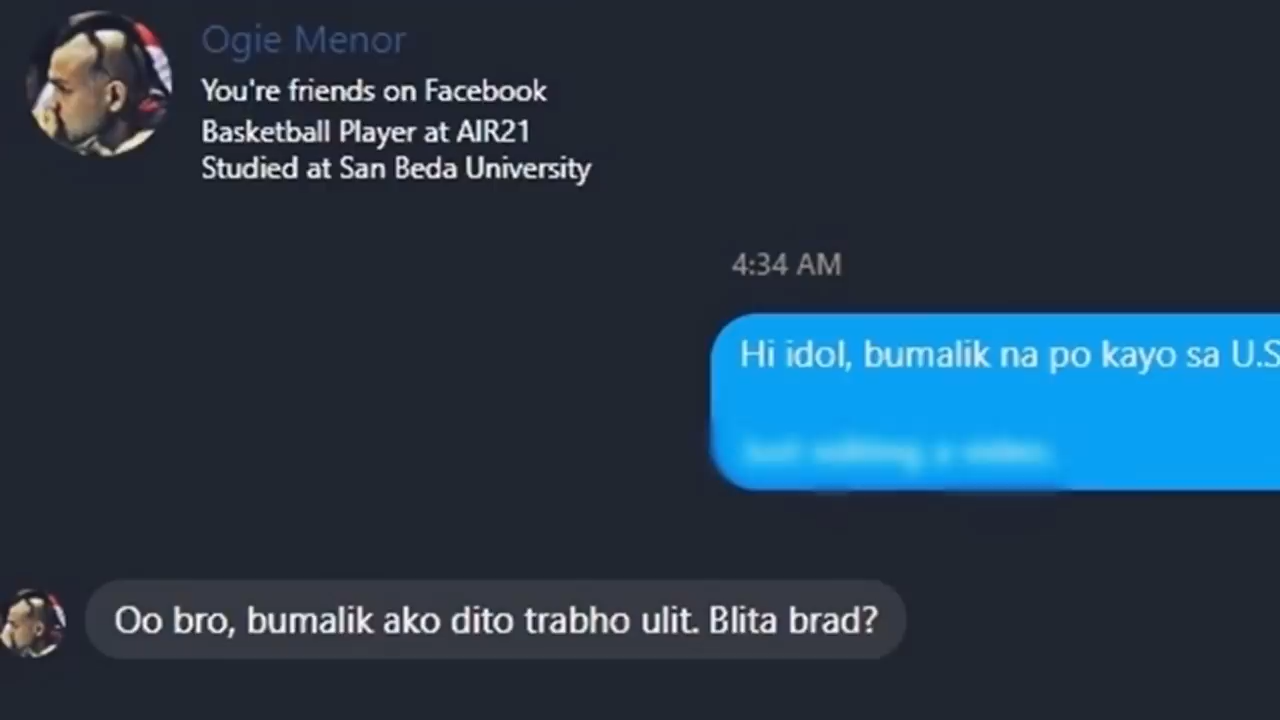 Ogie Menor
You're friends on Facebook
Basketball Player at AIR21
Studied at San Beda University
4:34 AM
Hi idol, bumalik na po kayo sa U.S
Oo bro, bumalik ako dito trabho ulit. Blita brad?